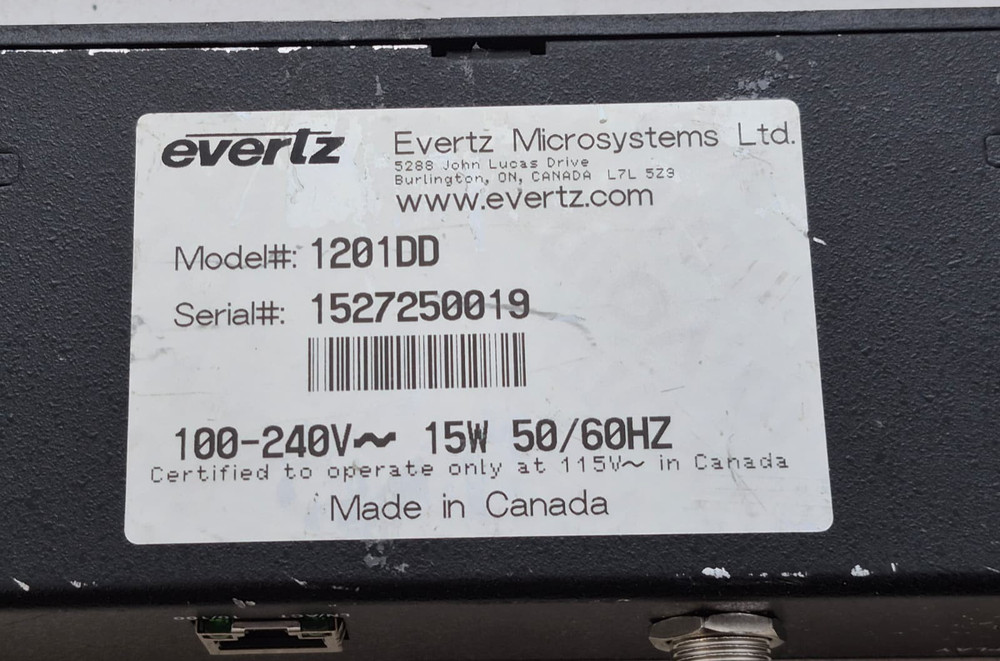 evertz
Evertz Microsystems Ltd.
5288 John Lucas Drive
Burlington, ON, CANADA L7L 5Z9
www.evertz.com
Model#: 1201DD
Serial#: 1527250019
100-240V~ 15W 50/60HZ
Certified to operate only at 115V~ in Canada
Made in Canada